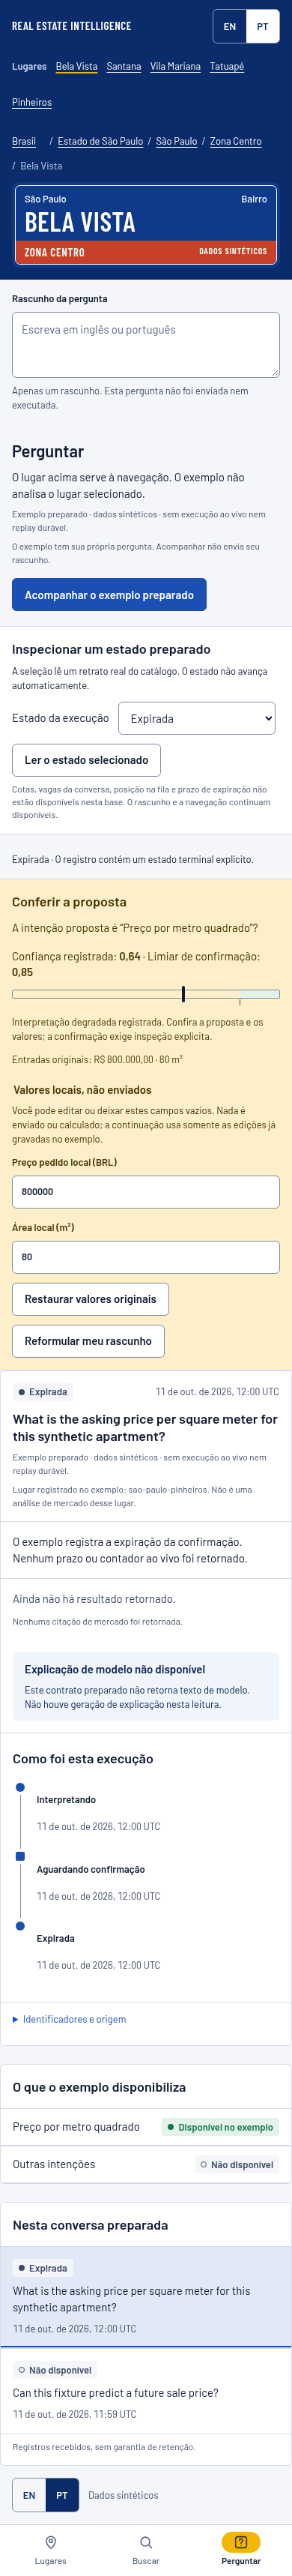 REAL ESTATE INTELLIGENCE
EN PT
Lugares Bela Vista Santana Vila Mariana Tatuapé
Pinheiros
Brasil / Estado de São Paulo / São Paulo / Zona Centro
/ Bela Vista
São Paulo Bairro
BELA VISTA
ZONA CENTRO DADOS SINTÉTICOS
Rascunho da pergunta
Escreva em inglês ou português
Apenas um rascunho. Esta pergunta não foi enviada nem
executada.
Perguntar
O lugar acima serve à navegação. O exemplo não
analisa o lugar selecionado.
Exemplo preparado · dados sintéticos · sem execução ao vivo nem
replay durável.
O exemplo tem sua própria pergunta. Acompanhar não envia seu
rascunho.
Acompanhar o exemplo preparado
Inspecionar um estado preparado
A seleção lê um retrato real do catálogo. O estado não avança
automaticamente.
Estado da execução Expirada
Ler o estado selecionado
Cotas, vagas da conversa, posição na fila e prazo de expiração não
estão disponíveis nesta base. O rascunho e a navegação continuam
disponíveis.
Expirada · O registro contém um estado terminal explícito.
Conferir a proposta
A intenção proposta é “Preço por metro quadrado”?
Confiança registrada: 0,64 · Limiar de confirmação:
0,85
Interpretação degradada registrada. Confira a proposta e os
valores; a confirmação exige inspeção explícita.
Entradas originais: R$ 800.000,00 · 80 m²
Valores locais, não enviados
Você pode editar ou deixar estes campos vazios. Nada é
enviado ou calculado; a continuação usa somente as edições já
gravadas no exemplo.
Preço pedido local (BRL)
800000
Área local (m²)
80
Restaurar valores originais
Reformular meu rascunho
Expirada 11 de out. de 2026, 12:00 UTC
What is the asking price per square meter for
this synthetic apartment?
Exemplo preparado · dados sintéticos · sem execução ao vivo nem
replay durável.
Lugar registrado no exemplo: sao-paulo-pinheiros. Não é uma
análise de mercado desse lugar.
O exemplo registra a expiração da confirmação.
Nenhum prazo ou contador ao vivo foi retornado.
Ainda não há resultado retornado.
Nenhuma citação de mercado foi retornada.
Explicação de modelo não disponível
Este contrato preparado não retorna texto de modelo.
Não houve geração de explicação nesta leitura.
Como foi esta execução
Interpretando
11 de out. de 2026, 12:00 UTC
Aguardando confirmação
11 de out. de 2026, 12:00 UTC
Expirada
11 de out. de 2026, 12:00 UTC
Identificadores e origem
O que o exemplo disponibiliza
Preço por metro quadrado Disponível no exemplo
Outras intenções Não disponível
Nesta conversa preparada
Expirada
What is the asking price per square meter for this
synthetic apartment?
11 de out. de 2026, 12:00 UTC
Não disponível
Can this fixture predict a future sale price?
11 de out. de 2026, 11:59 UTC
Registros recebidos, sem garantia de retenção.
EN PT Dados sintéticos
Lugares Buscar Perguntar